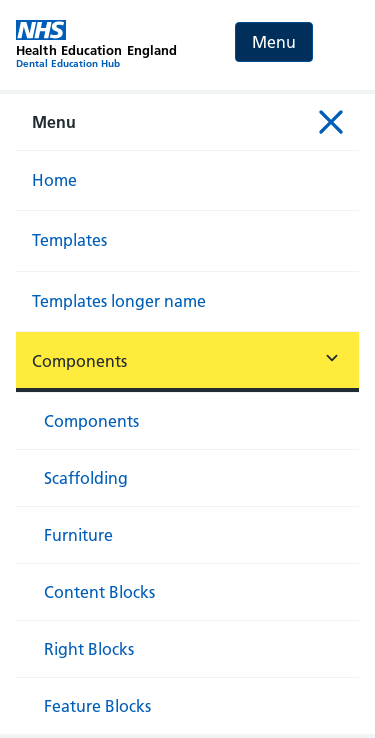 NHS
Health Education England
Dental Education Hub
Menu
Menu
Home
Templates
Templates longer name
Components
Components
Scaffolding
Furniture
Content Blocks
Right Blocks
Feature Blocks